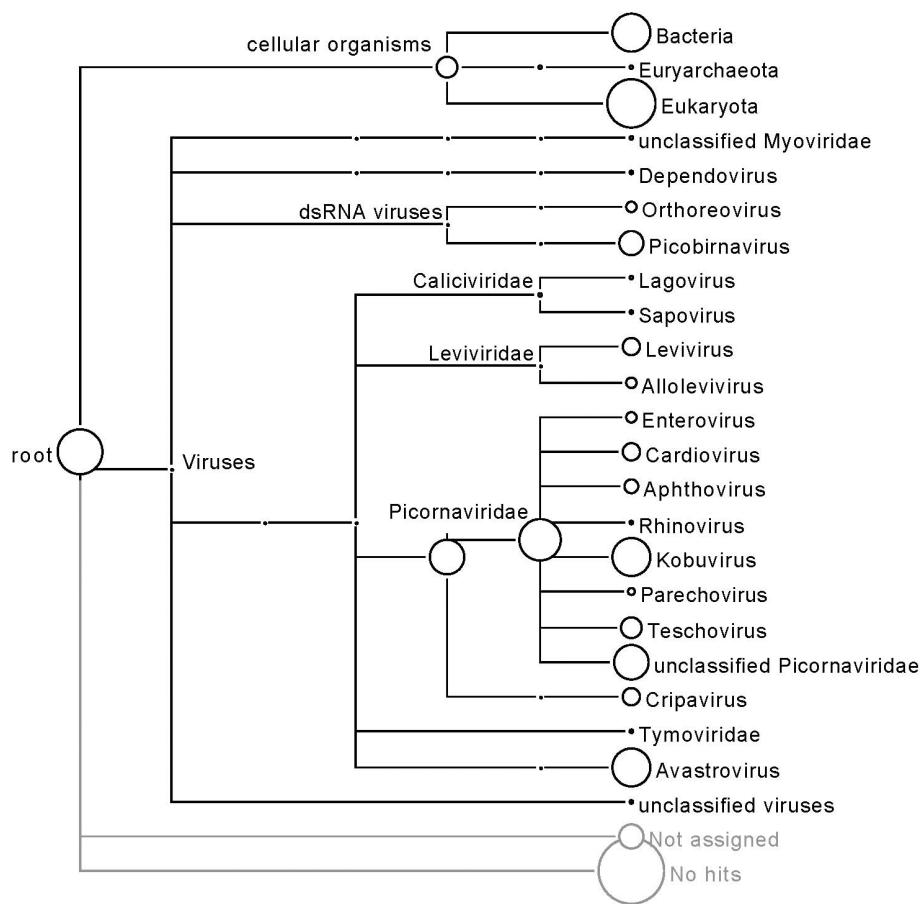 cellular organisms
Bacteria
Euryarchaeota
Eukaryota
unclassified Myoviridae
Dependovirus
dsRNA viruses
Orthoreovirus
Picobirnavirus
Caliciviridae
Lagovirus
Sapovirus
Leviviridae
Levivirus
Allolevivirus
Enterovirus
root
Viruses
Cardiovirus
Aphthovirus
Picornaviridae
Rhinovirus
Kobuvirus
Parechovirus
Teschovirus
unclassified Picornaviridae
Cripavirus
Tymoviridae
Avastrovirus
unclassified viruses
Not assigned
No hits